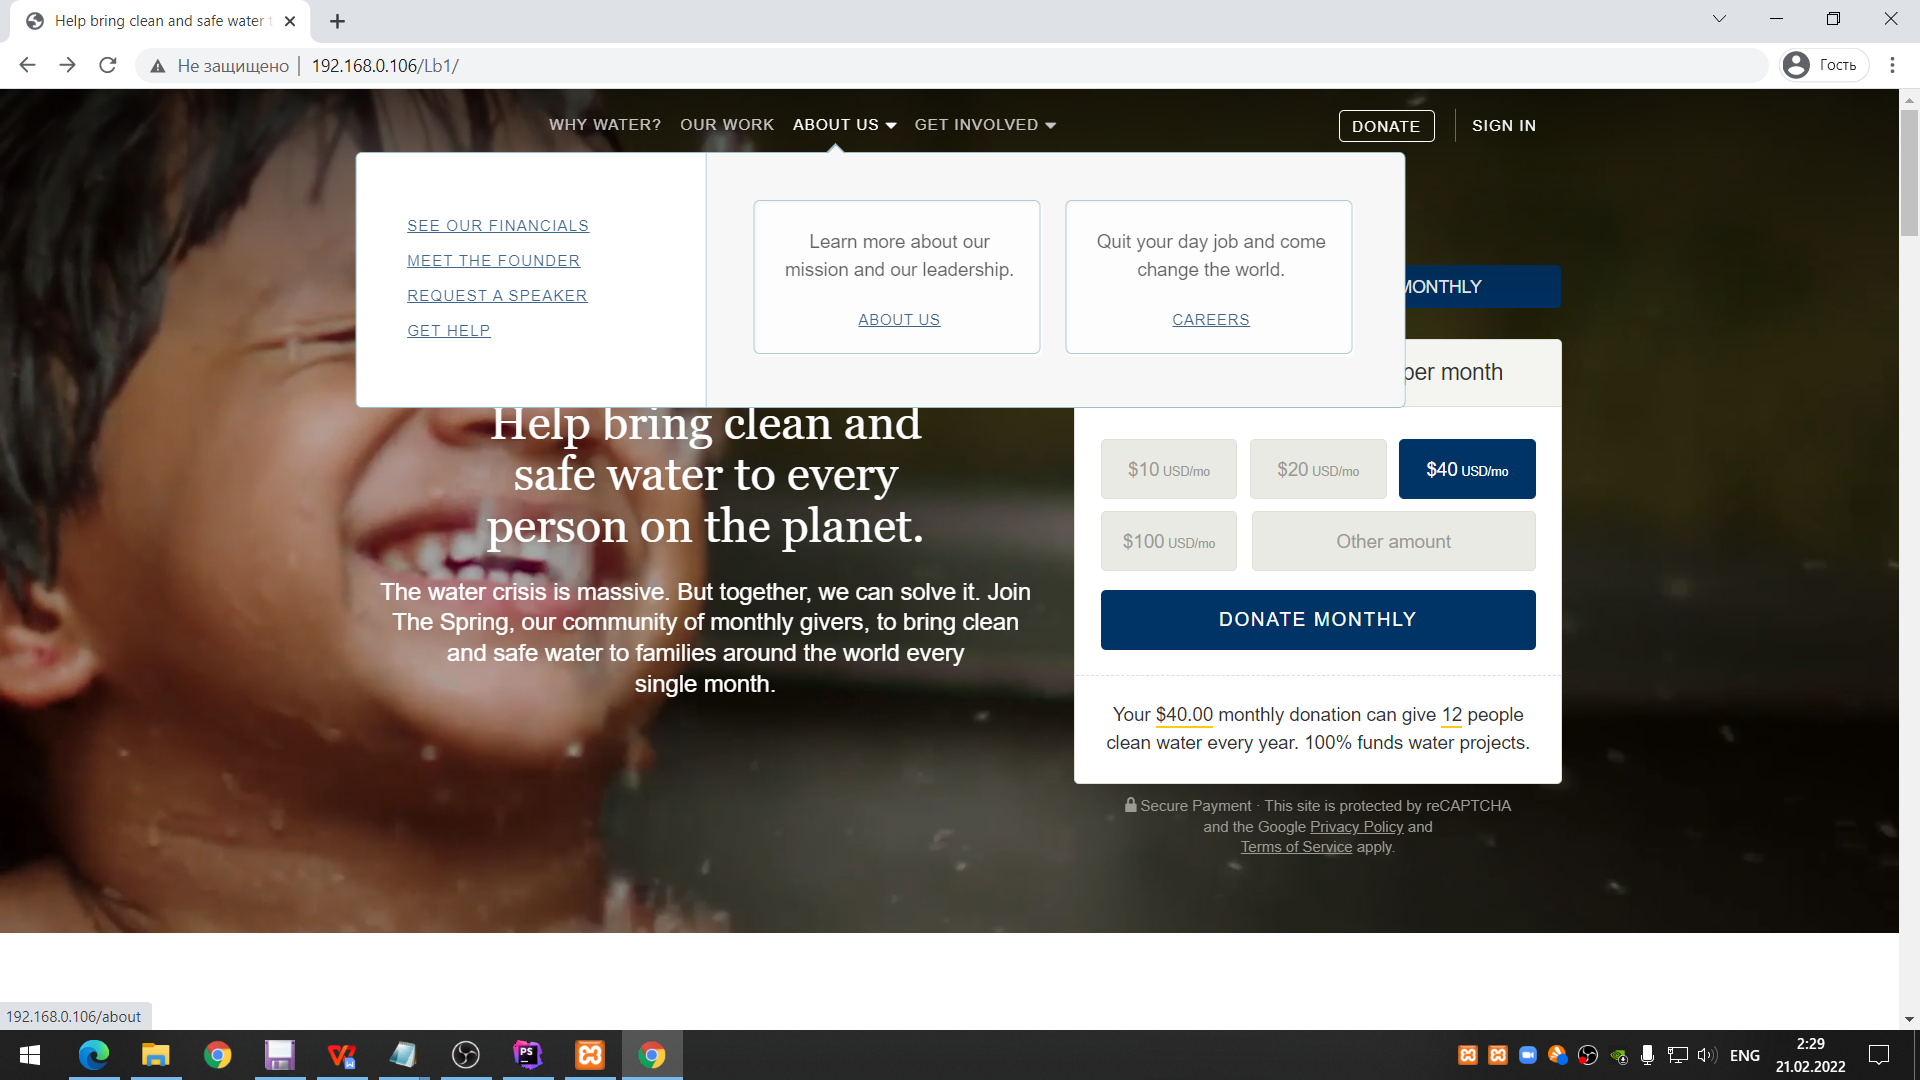 Help bring clean and safe water t
Не защищено
192.168.0.106/Lb1/
Гость
WHY WATER?
OUR WORK
ABOUT US
GET INVOLVED
DONATE
SIGN IN
SEE OUR FINANCIALS
MEET THE FOUNDER
REQUEST A SPEAKER
GET HELP
Learn more about our
mission and our leadership.
ABOUT US
Quit your day job and come
change the world.
CAREERS
MONTHLY
per month
Help bring clean and
safe water to every
person on the planet.
The water crisis is massive. But together, we can solve it. Join
The Spring, our community of monthly givers, to bring clean
and safe water to families around the world every
single month.
$10 USD/mo
$20 USD/mo
$40 USD/mo
$100 USD/mo
Other amount
DONATE MONTHLY
Your $40.00 monthly donation can give 12 people
clean water every year. 100% funds water projects.
Secure Payment · This site is protected by reCAPTCHA
and the Google Privacy Policy and
Terms of Service apply.
192.168.0.106/about
PS
ENG
2:29
21.02.2022